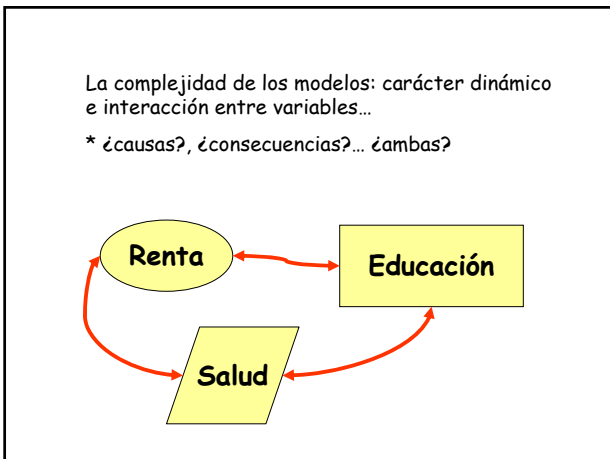 La complejidad de los modelos: carácter dinámico
e interacción entre variables...
* ¿causas?, ¿consecuencias?... ¿ambas?
Renta
Educación
Salud